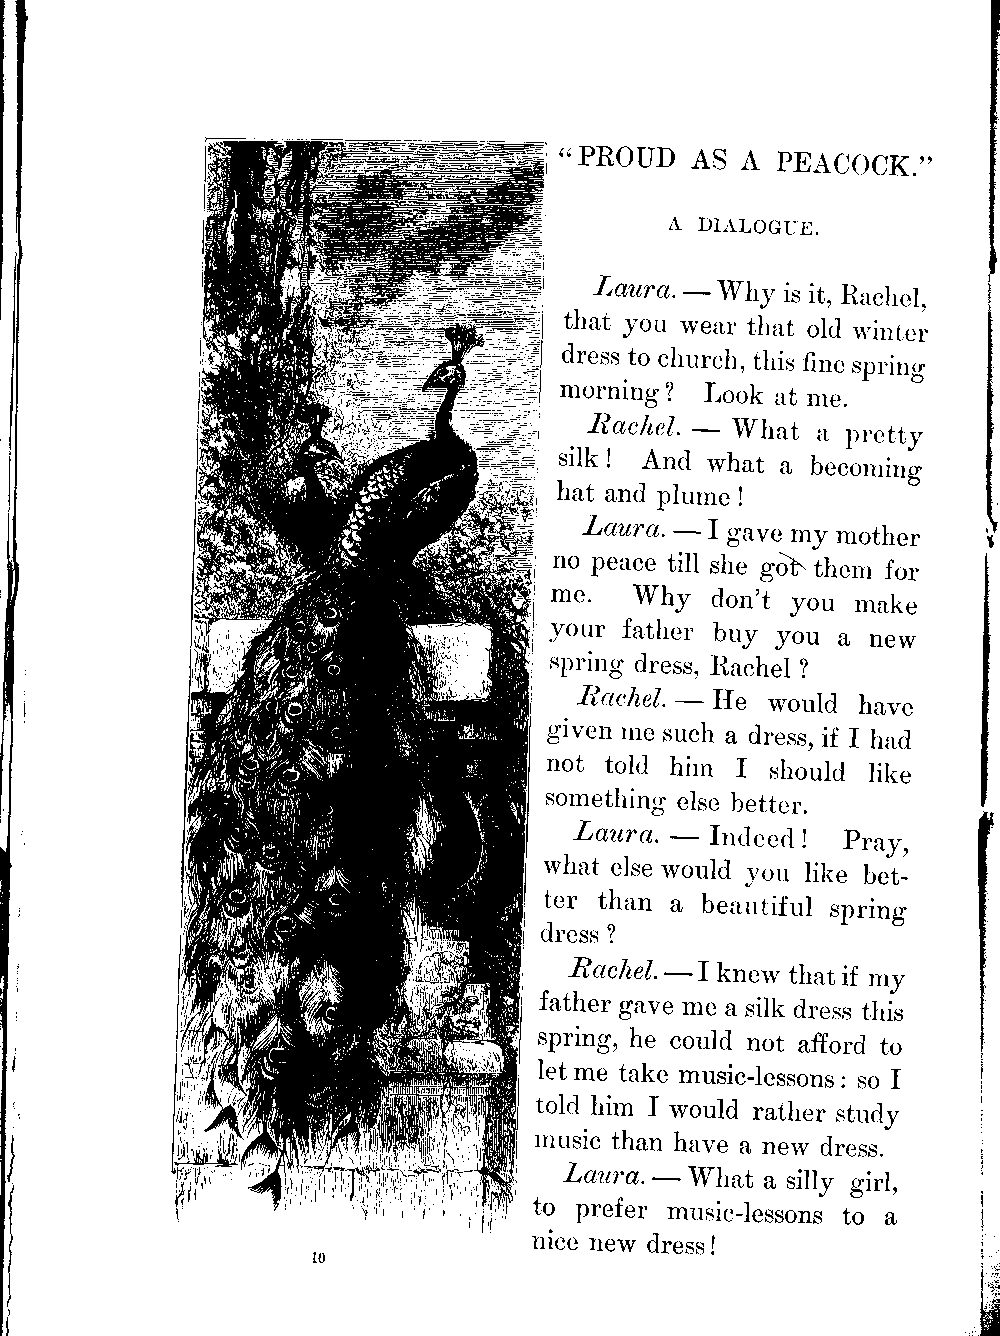 “PROUD AS A PEACOCK.”
A DIALOGUE.
Laura. — Why is it, Rachel,
that you wear that old winter
dress to church, this fine spring
morning? Look at me.
Rachel. — What a pretty
silk! And what a becoming
hat and plume!
Laura. — I gave my mother
no peace till she got them for
me. Why don’t you make
your father buy you a new
spring dress, Rachel?
Rachel. — He would have
given me such a dress, if I had
not told him I should like
something else better.
Laura. — Indeed! Pray,
what else would you like bet-
ter than a beautiful spring
dress?
Rachel. — I knew that if my
father gave me a silk dress this
spring, he could not afford to
let me take music-lessons: so I
told him I would rather study
music than have a new dress.
Laura. — What a silly girl,
to prefer music-lessons to a
nice new dress!
10